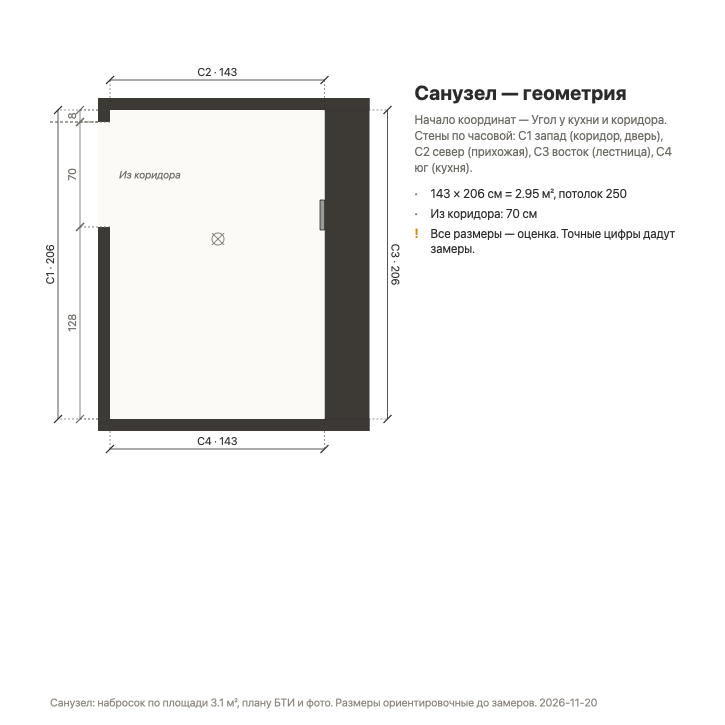 С2 · 143
Санузел — геометрия
Начало координат — Угол у кухни и коридора.
Стены по часовой: С1 запад (коридор, дверь),
С2 север (прихожая), С3 восток (лестница), С4
юг (кухня).
· 143 × 206 см = 2.95 м², потолок 250
· Из коридора: 70 см
! Все размеры — оценка. Точные цифры дадут
замеры.
8
70
Из коридора
С1 · 206
С3 · 206
128
С4 · 143
Санузел: набросок по площади 3.1 м², плану БТИ и фото. Размеры ориентировочные до замеров. 2026-11-20